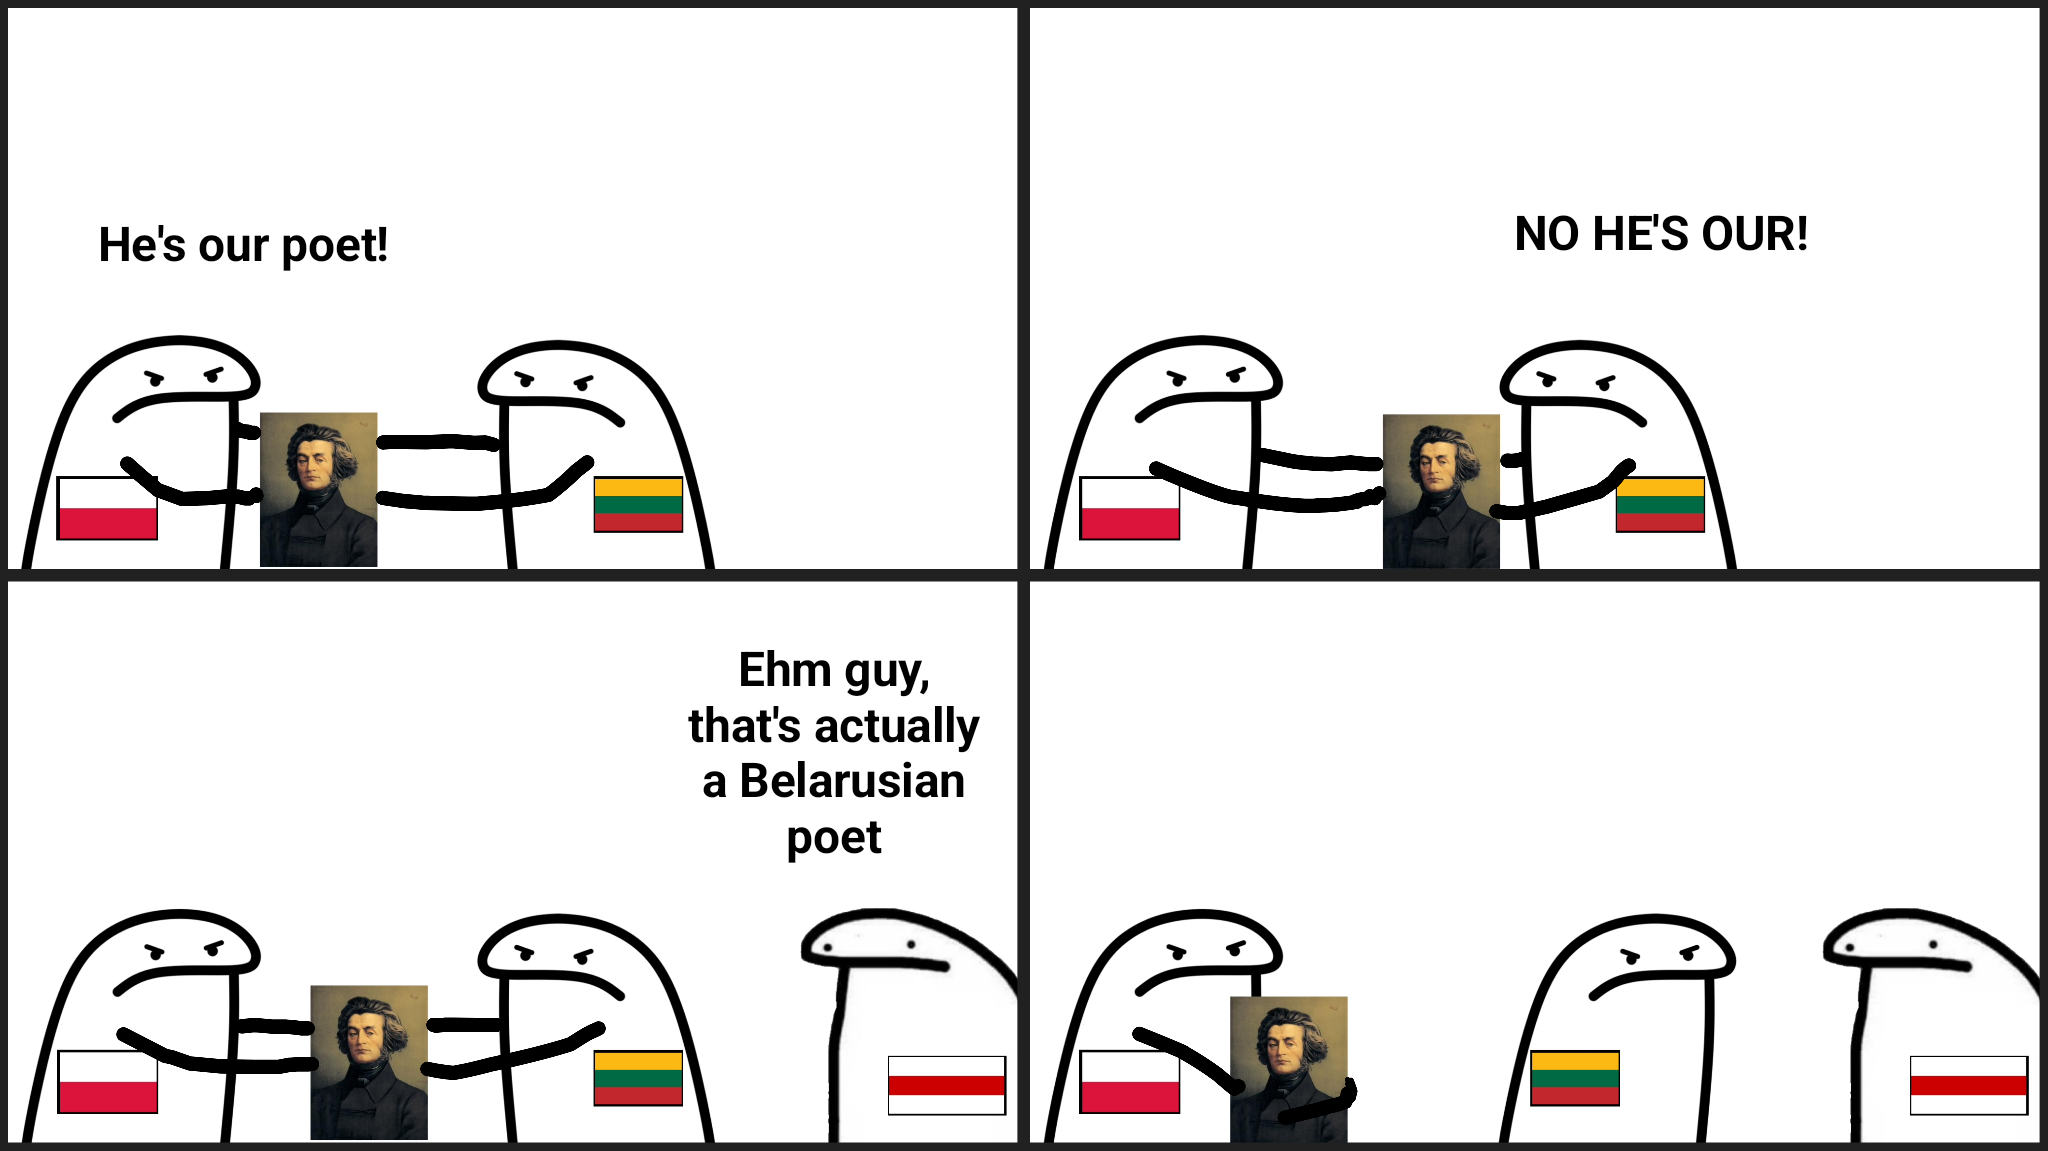 He's our poet!
NO HE'S OUR!
Ehm guy,
that's actually
a Belarusian
poet